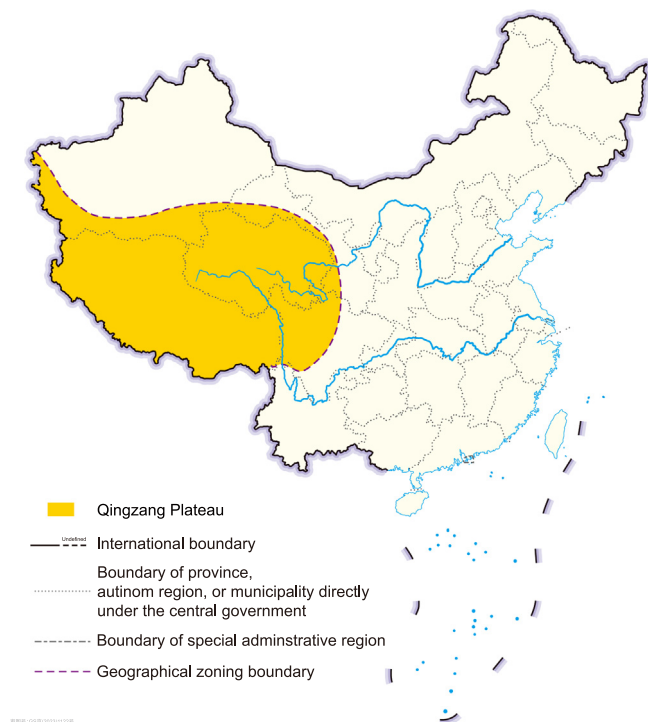 Qingzang Plateau
Undefined
International boundary
Boundary of province,
autinom region, or municipality directly
under the central government
Boundary of special adminstrative region
Geographical zoning boundary